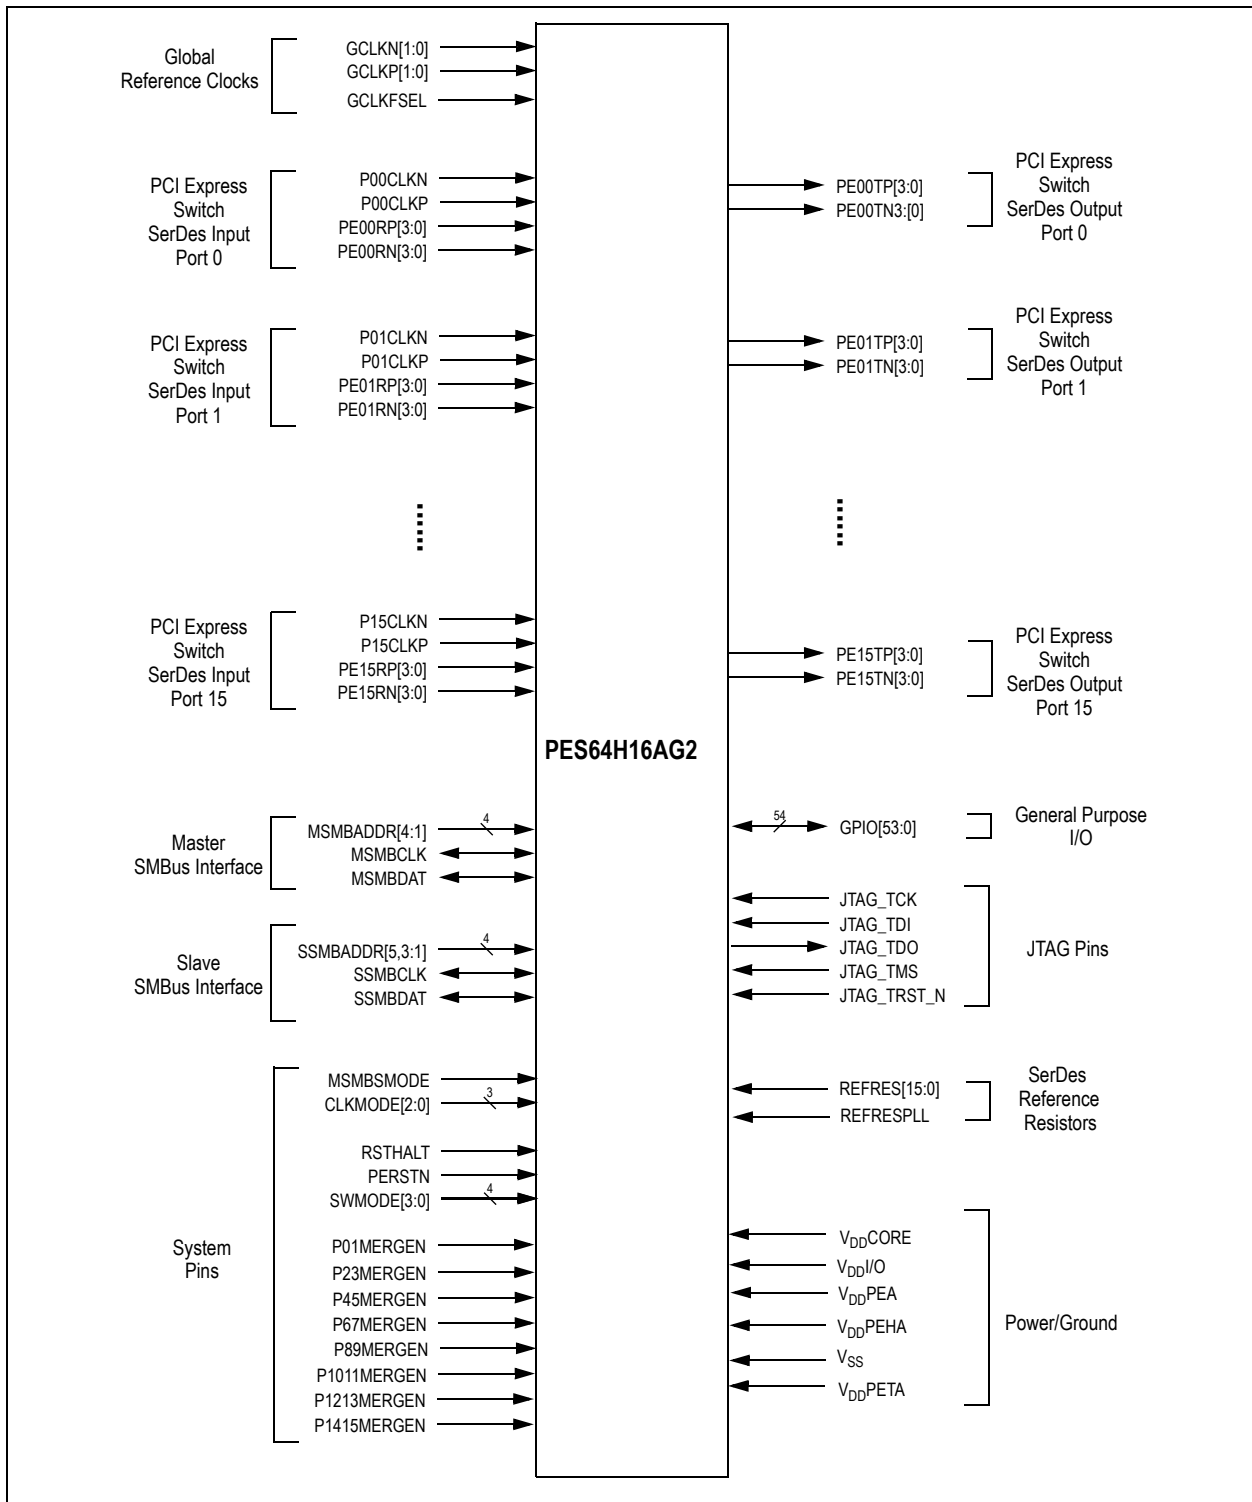 Global
Reference Clocks
GCLKN[1:0]
GCLKP[1:0]
GCLKFSEL
PCI Express
Switch
SerDes Input
Port 0
P00CLKN
P00CLKP
PE00RP[3:0]
PE00RN[3:0]
PE00TP[3:0]
PE00TN3:[0]
PCI Express
Switch
SerDes Output
Port 0
PCI Express
Switch
SerDes Input
Port 1
P01CLKN
P01CLKP
PE01RP[3:0]
PE01RN[3:0]
PE01TP[3:0]
PE01TN[3:0]
PCI Express
Switch
SerDes Output
Port 1
PCI Express
Switch
SerDes Input
Port 15
P15CLKN
P15CLKP
PE15RP[3:0]
PE15RN[3:0]
PE15TP[3:0]
PE15TN[3:0]
PCI Express
Switch
SerDes Output
Port 15
PES64H16AG2
Master
SMBus Interface
MSMBADDR[4:1]
4
MSMBCLK
MSMBDAT
54
GPIO[53:0]
General Purpose
I/O
Slave
SMBus Interface
SSMBADDR[5,3:1]
4
SSMBCLK
SSMBDAT
JTAG_TCK
JTAG_TDI
JTAG_TDO
JTAG_TMS
JTAG_TRST_N
JTAG Pins
System
Pins
MSMBSMODE
CLKMODE[2:0]
3
RSTHALT
PERSTN
SWMODE[3:0]
4
P01MERGEN
P23MERGEN
P45MERGEN
P67MERGEN
P89MERGEN
P1011MERGEN
P1213MERGEN
P1415MERGEN
REFRES[15:0]
REFRESPLL
SerDes
Reference
Resistors
VDDCORE
VDDI/O
VDDPEA
VDDPEHA
VSS
VDDPETA
Power/Ground